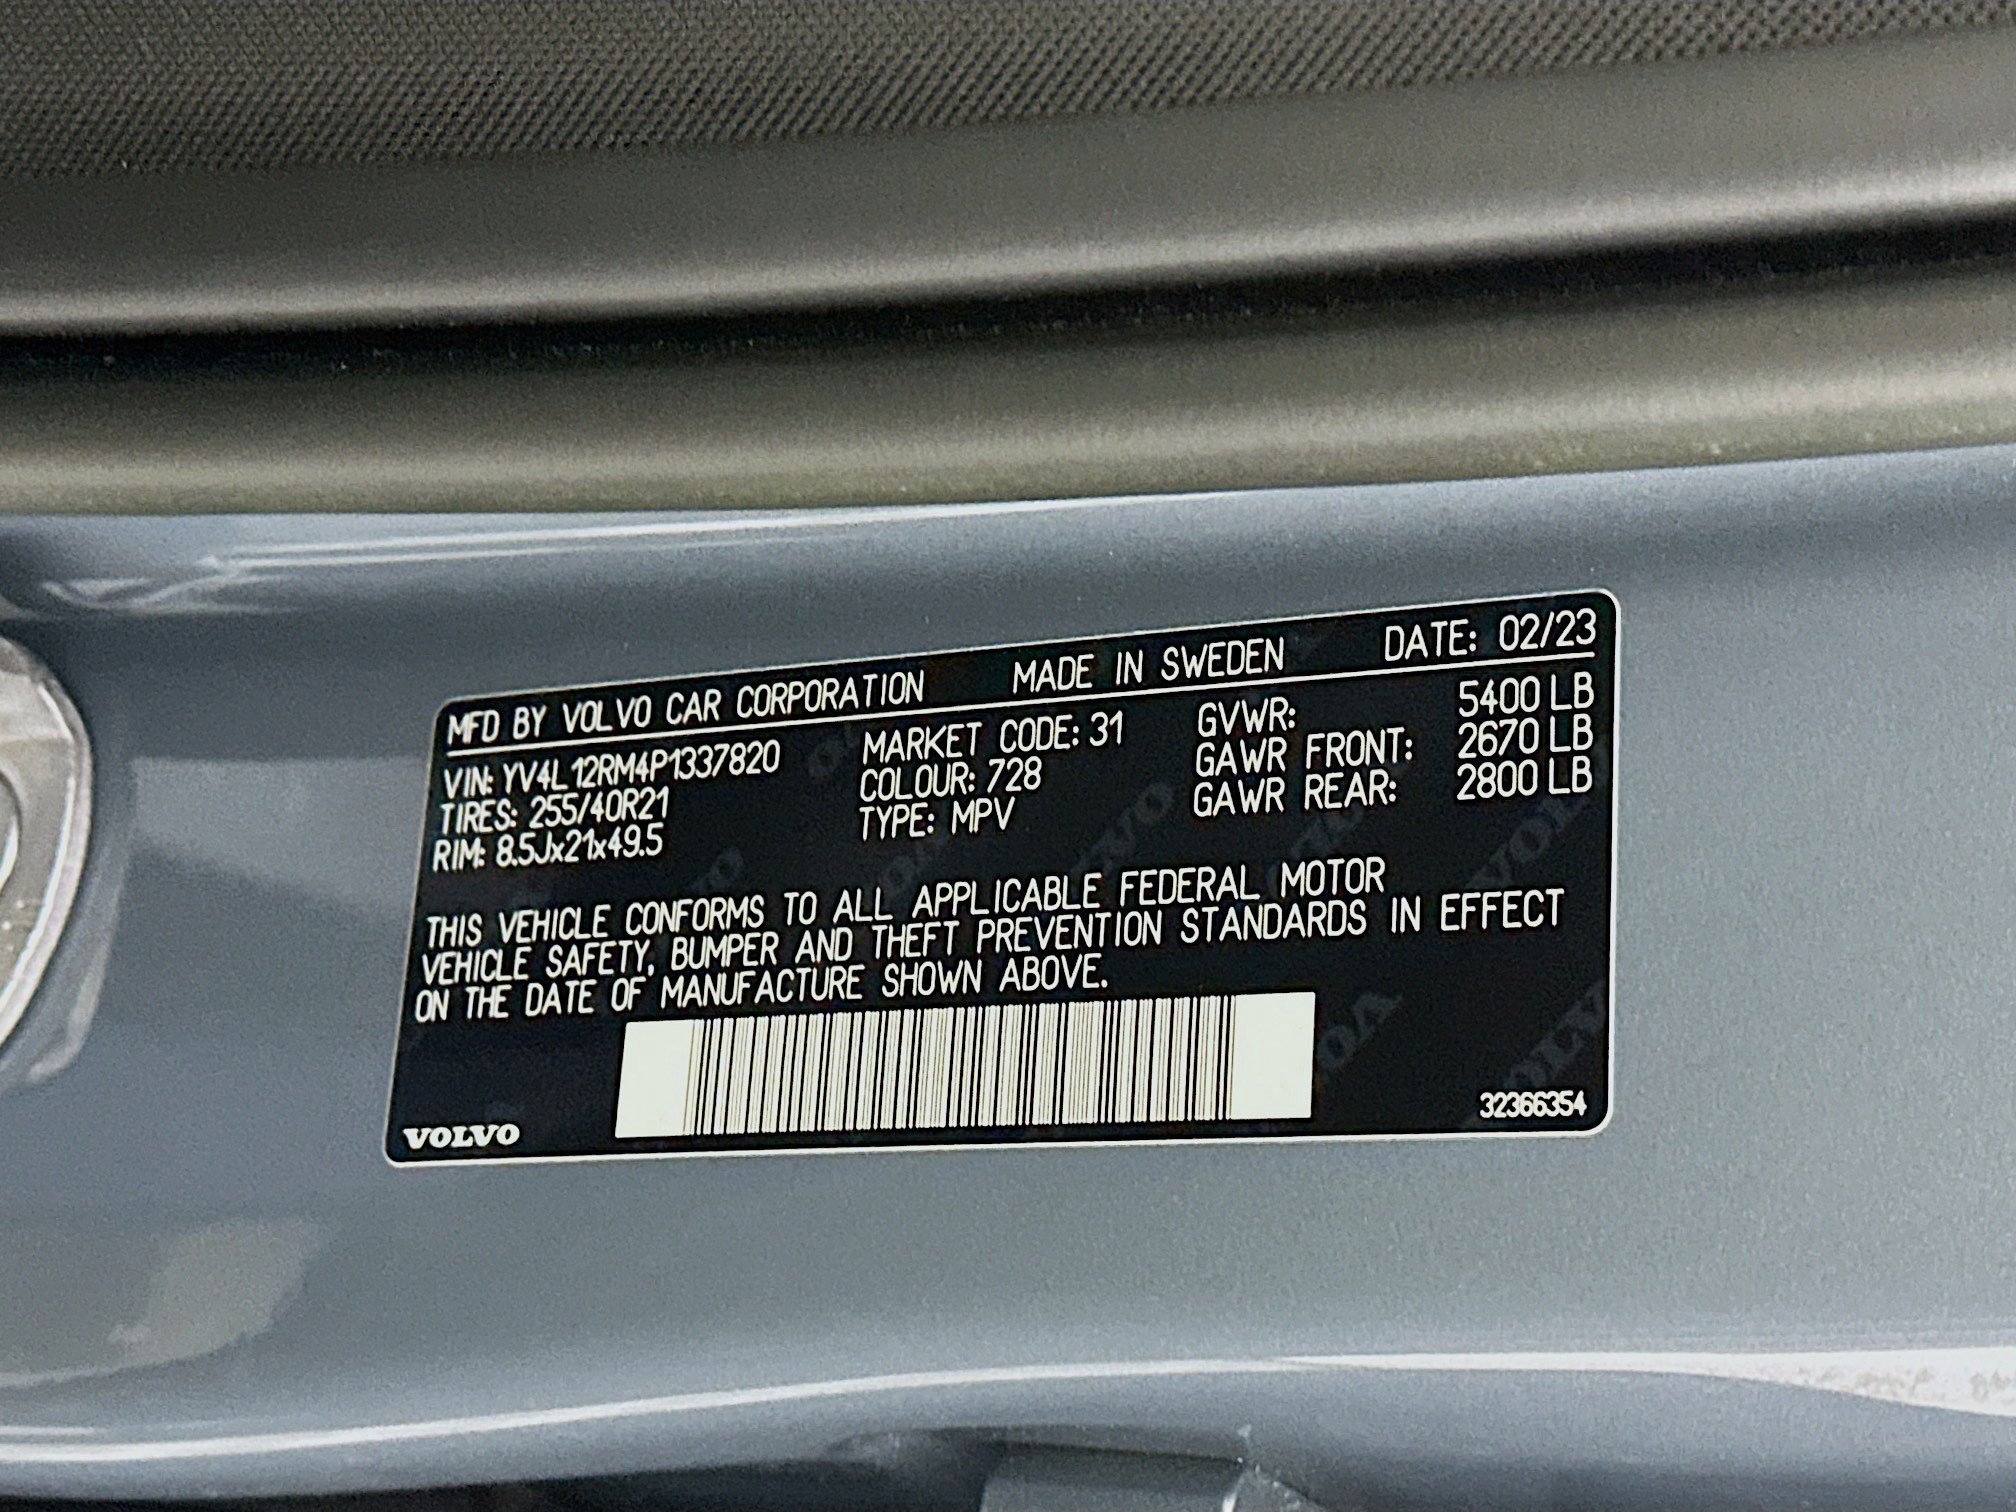 MFD BY VOLVO CAR CORPORATION MADE IN SWEDEN DATE: 02/23
VIN: YV4L12RM4P1337820 MARKET CODE: 31 GVWR: 5400 LB
TIRES: 255/40R21 COLOUR: 728 GAWR FRONT: 2670 LB
RIM: 8.5Jx21x49.5 TYPE: MPV GAWR REAR: 2800 LB
THIS VEHICLE CONFORMS TO ALL APPLICABLE FEDERAL MOTOR
VEHICLE SAFETY, BUMPER AND THEFT PREVENTION STANDARDS IN EFFECT
ON THE DATE OF MANUFACTURE SHOWN ABOVE.
VOLVO 32366354